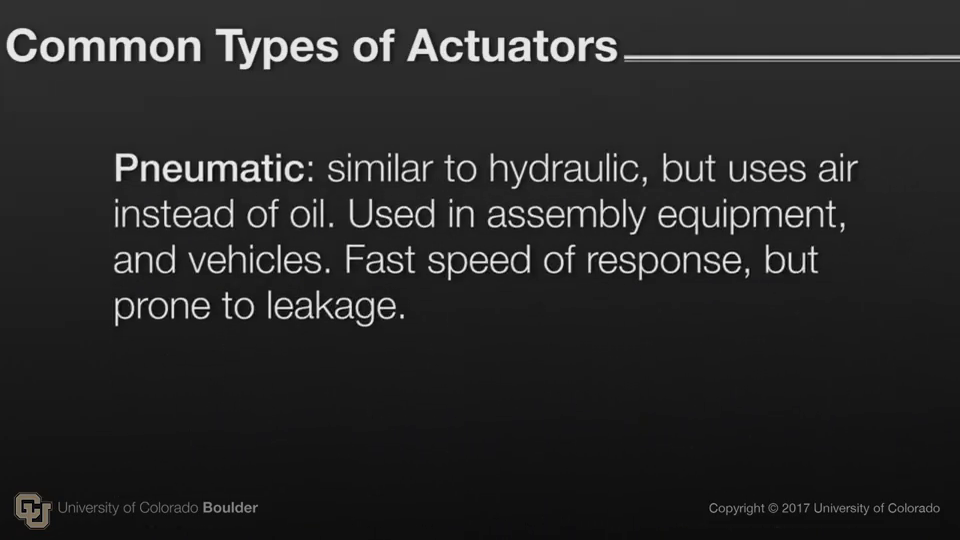 Common Types of Actuators
Pneumatic: similar to hydraulic, but uses air
instead of oil. Used in assembly equipment,
and vehicles. Fast speed of response, but
prone to leakage.
CU University of Colorado Boulder
Copyright © 2017 University of Colorado